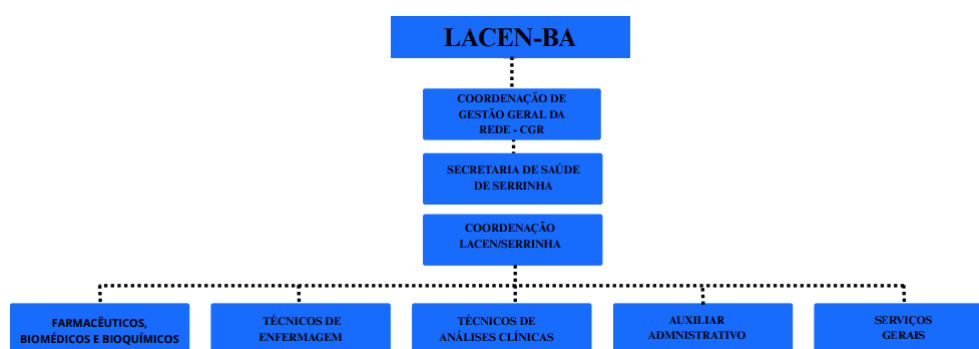 LACEN-BA
COORDENAÇÃO DE
GESTÃO GERAL DA
REDE - CGR
SECRETARIA DE SAÚDE
DE SERRINHA
COORDENAÇÃO
LACEN/SERRINHA
FARMACÊUTICOS,
BIOMÉDICOS E BIOQUÍMICOS
TÉCNICOS DE
ENFERMAGEM
TÉCNICOS DE
ANÁLISES CLÍNICAS
AUXILIAR
ADMNISTRATIVO
SERVIÇOS
GERAIS